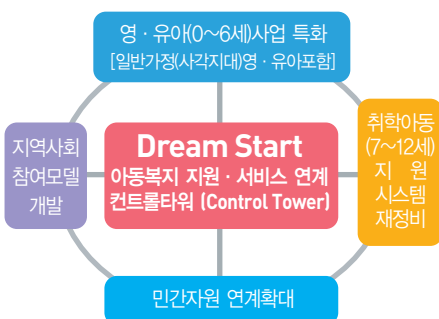 영 · 유아(0~6세)사업 특화
[일반가정(사각지대)영 · 유아포함]
지역사회
참여모델
개발
Dream Start
아동복지 지원 · 서비스 연계
컨트롤타워 (Control Tower)
취학아동
(7~12세)
지 원
시스템
재정비
민간자원 연계확대